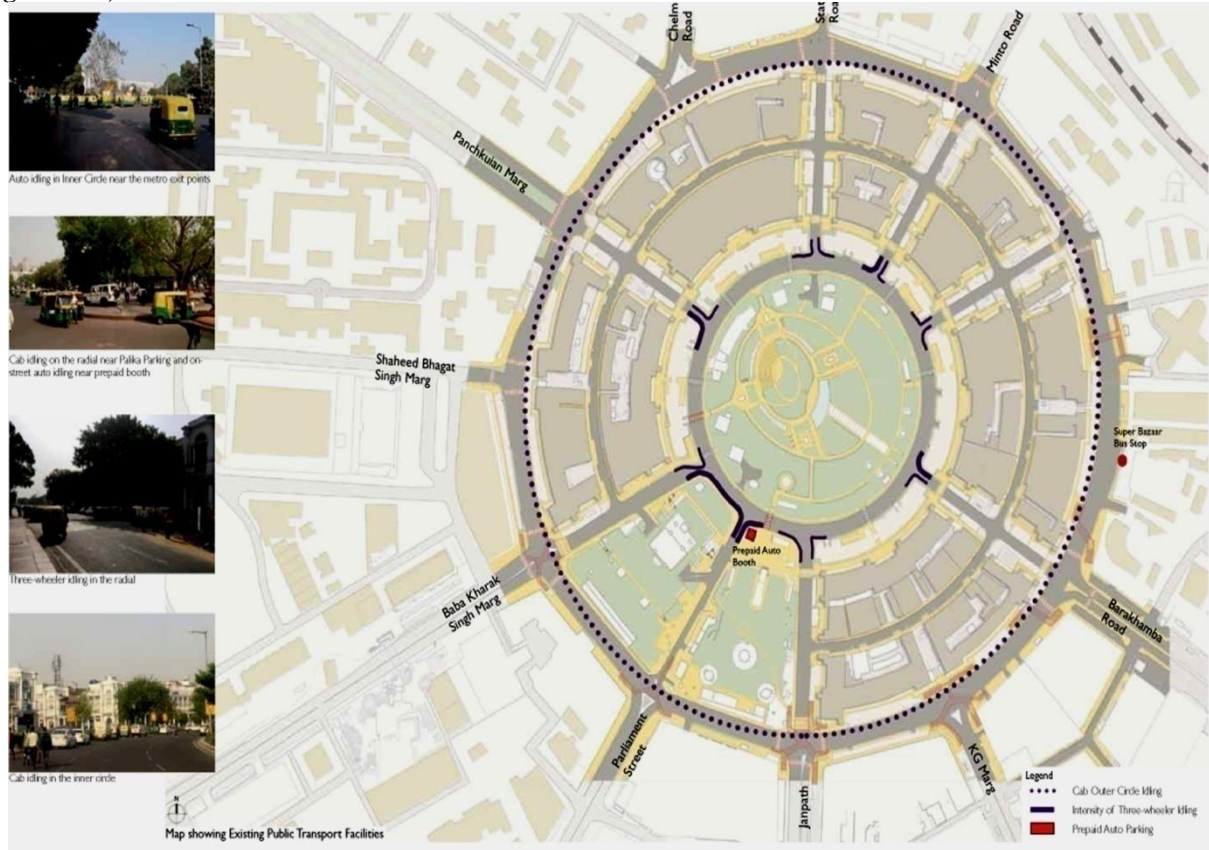 Auto idling in Inner Circle near the metro exit points
Cab idling on the radial near Palika Parking and on-
street auto idling near prepaid booth
Three-wheeler idling in the radial
Cab idling in the inner circle
Chelm
Road
Minto Road
Panchkuian Marg
Shaheed Bhagat
Singh Marg
Super Bazaar
Bus Stop
Prepaid Auto
Booth
Baba Kharak
Singh Marg
Barakhamba
Road
Parliament
Street
KG Marg
Janpath
N
Map showing Existing Public Transport Facilities
Legend
Cab Outer Circle Idling
Intensity of Three-wheeler Idling
Prepaid Auto Parking